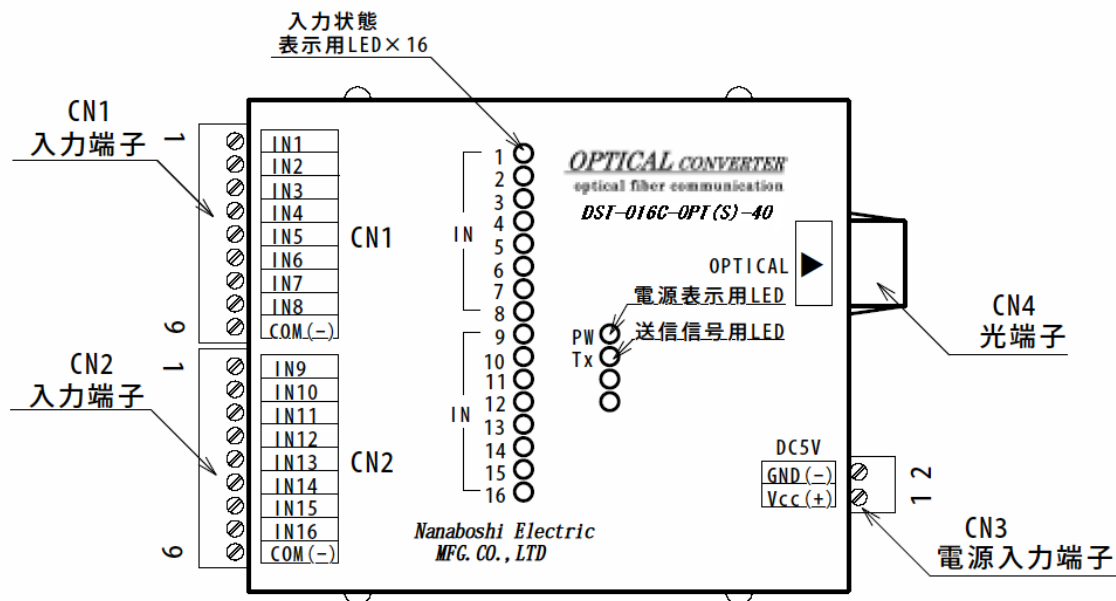 入力状態
表示用LED×16
CN1
入力端子
1
9
IN1
IN2
IN3
IN4
IN5
IN6
IN7
IN8
COM(-)
CN1
CN2
入力端子
1
9
IN9
IN10
IN11
IN12
IN13
IN14
IN15
IN16
COM(-)
CN2
IN
1
2
3
4
5
6
7
8
IN
9
10
11
12
13
14
15
16
OPTICAL CONVERTER
optical fiber communication
DST-016C-OPT(S)-40
OPTICAL
電源表示用LED
PW
送信信号用LED
Tx
CN4
光端子
DC5V
GND(-)
Vcc(+)
2
1
CN3
電源入力端子
Nanaboshi Electric
MFG.CO.,LTD